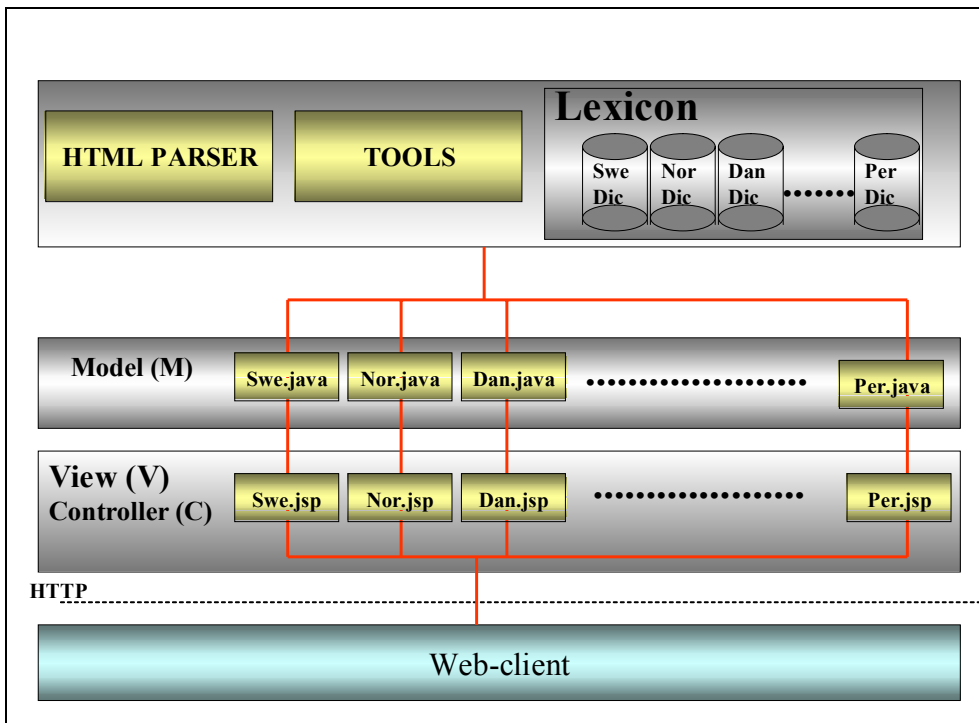 Lexicon
HTML PARSER
TOOLS
Swe Dic
Nor Dic
Dan Dic
Per Dic
Model (M)
Swe.java
Nor.java
Dan.java
Per.java
View (V)
Controller (C)
Swe.jsp
Nor.jsp
Dan.jsp
Per.jsp
HTTP
Web-client